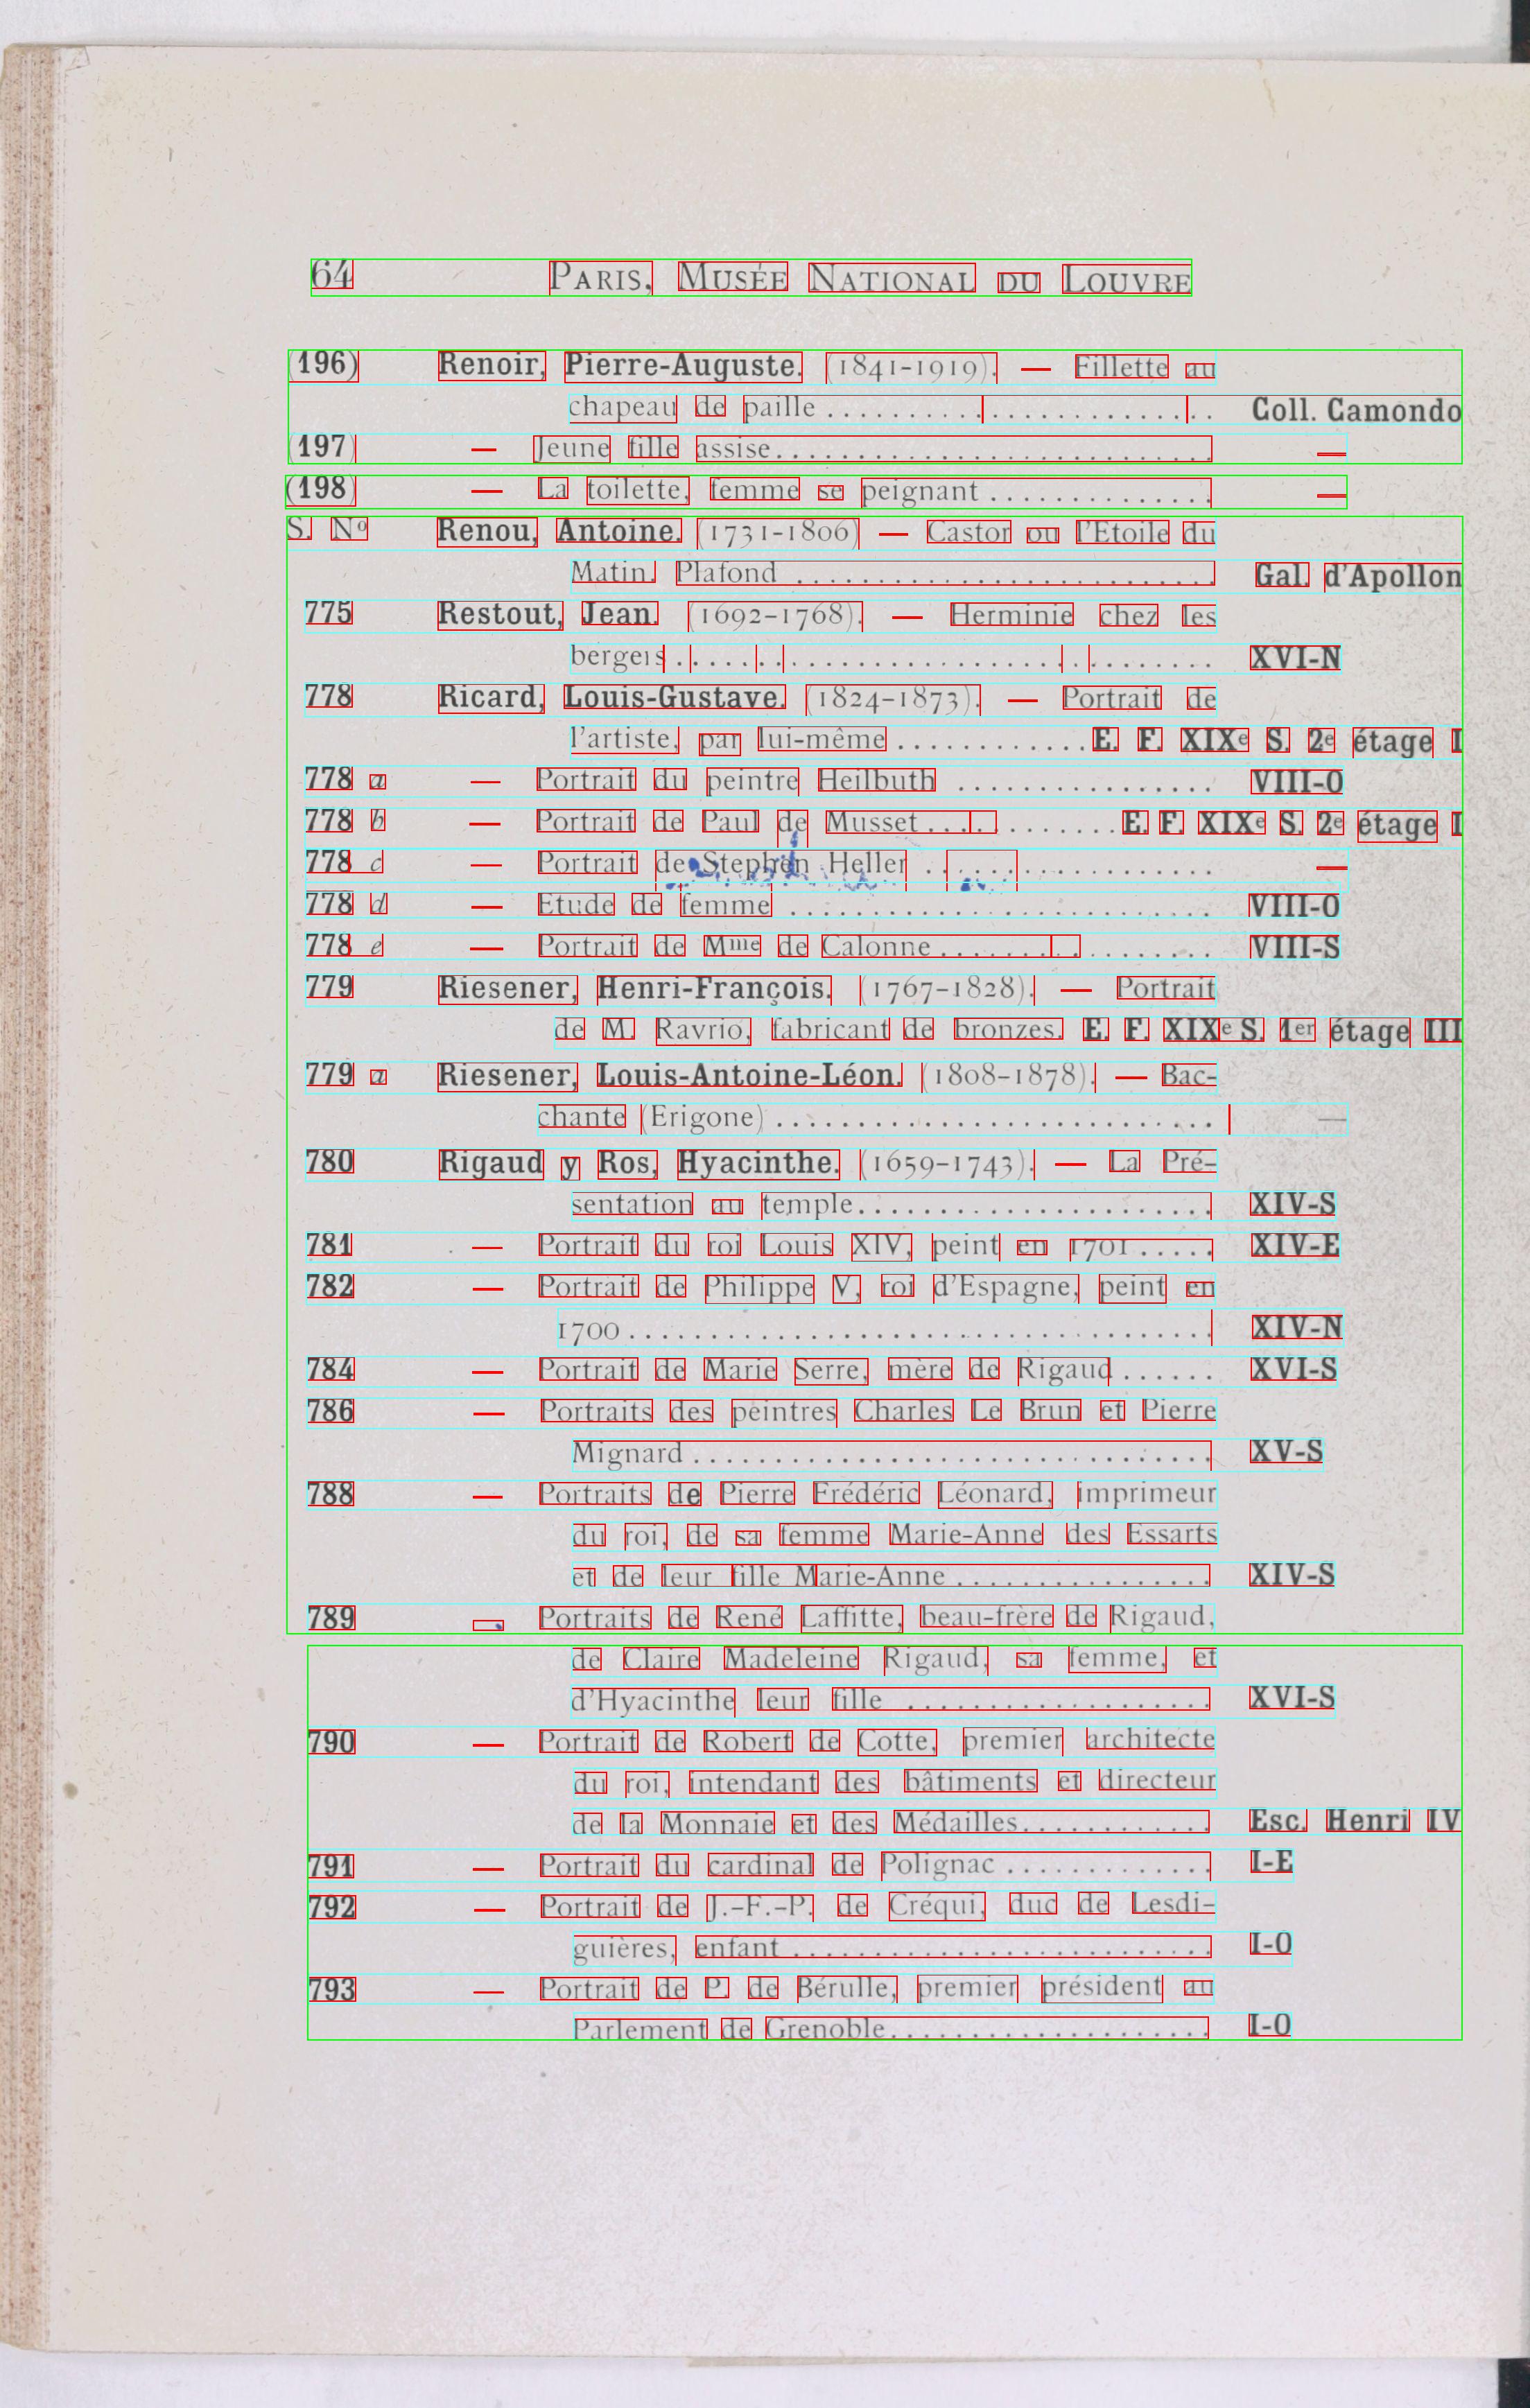 64 PARIS, MUSÉE NATIONAL DU LOUVRE
(196) Renoir, Pierre-Auguste. (1841-1919). — Fillette au
chapeau de paille ........................... Coll. Camondo
(197) — Jeune fille assise........................... —
(198) — La toilette, femme se peignant .............. —
S. Nº Renou, Antoine. (1731-1806) — Castor ou l'Etoile du
Matin. Plafond .......................... Gal. d'Apollon
775 Restout, Jean. (1692-1768). — Herminie chez les
bergers .................................. XVI-N
778 Ricard, Louis-Gustave. (1824-1873). — Portrait de
l'artiste, par lui-même ............ E. F. XIXe S. 2e étage I
778 a — Portrait du peintre Heilbuth ................ VIII-O
778 b — Portrait de Paul de Musset ............ E. F. XIXe S. 2e étage I
778 c — Portrait de Stephen Heller .................. —
778 d — Etude de femme .......................... VIII-O
778 e — Portrait de Mme de Calonne ................. VIII-S
779 Riesener, Henri-François. (1767-1828). — Portrait
de M. Ravrio, fabricant de bronzes. E. F. XIXe S. 1er étage III
779 a Riesener, Louis-Antoine-Léon. (1808-1878). — Bac-
chante (Erigone) ........................... —
780 Rigaud y Ros, Hyacinthe. (1659-1743). — La Pré-
sentation au temple...................... XIV-S
781 — Portrait du roi Louis XIV, peint en 1701 ..... XIV-E
782 — Portrait de Philippe V, roi d'Espagne, peint en
1700 .................................... XIV-N
784 — Portrait de Marie Serre, mère de Rigaud ...... XVI-S
786 — Portraits des peintres Charles Le Brun et Pierre
Mignard ................................ XV-S
788 — Portraits de Pierre Frédéric Léonard, imprimeur
du roi, de sa femme Marie-Anne des Essarts
et de leur fille Marie-Anne ................ XIV-S
789 — Portraits de René Laffitte, beau-frère de Rigaud,
de Claire Madeleine Rigaud, sa femme, et
d'Hyacinthe leur fille ................... XVI-S
790 — Portrait de Robert de Cotte, premier architecte
du roi, intendant des bâtiments et directeur
de la Monnaie et des Médailles............ Esc. Henri IV
791 — Portrait du cardinal de Polignac ............. I-E
792 — Portrait de J.-F.-P. de Créqui, duc de Lesdi-
guières, enfant .......................... I-O
793 — Portrait de P. de Bérulle, premier président au
Parlement de Grenoble.................... I-O